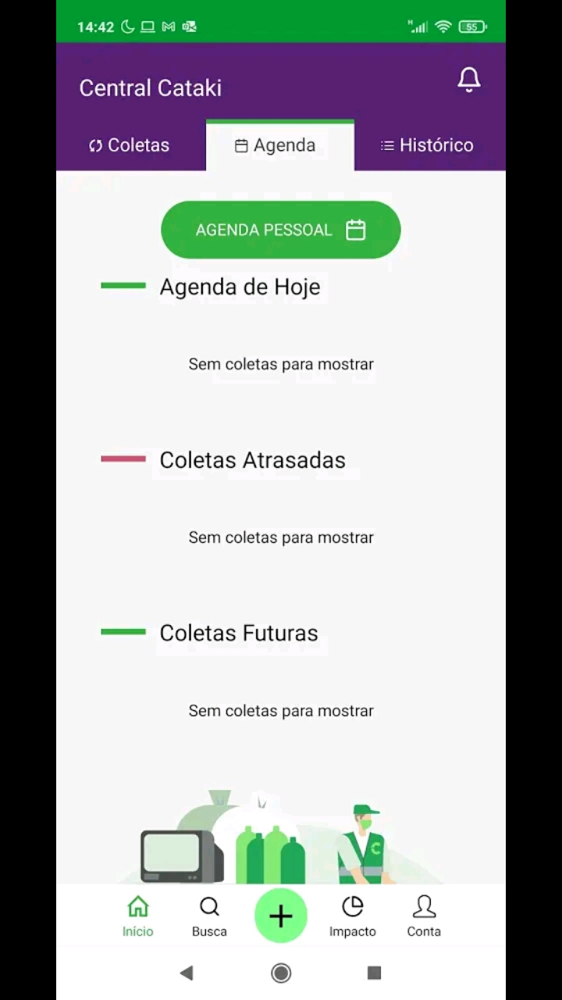 14:42
55
Central Cataki
Coletas
Agenda
Histórico
AGENDA PESSOAL
Agenda de Hoje
Sem coletas para mostrar
Coletas Atrasadas
Sem coletas para mostrar
Coletas Futuras
Sem coletas para mostrar
Início
Busca
Impacto
Conta